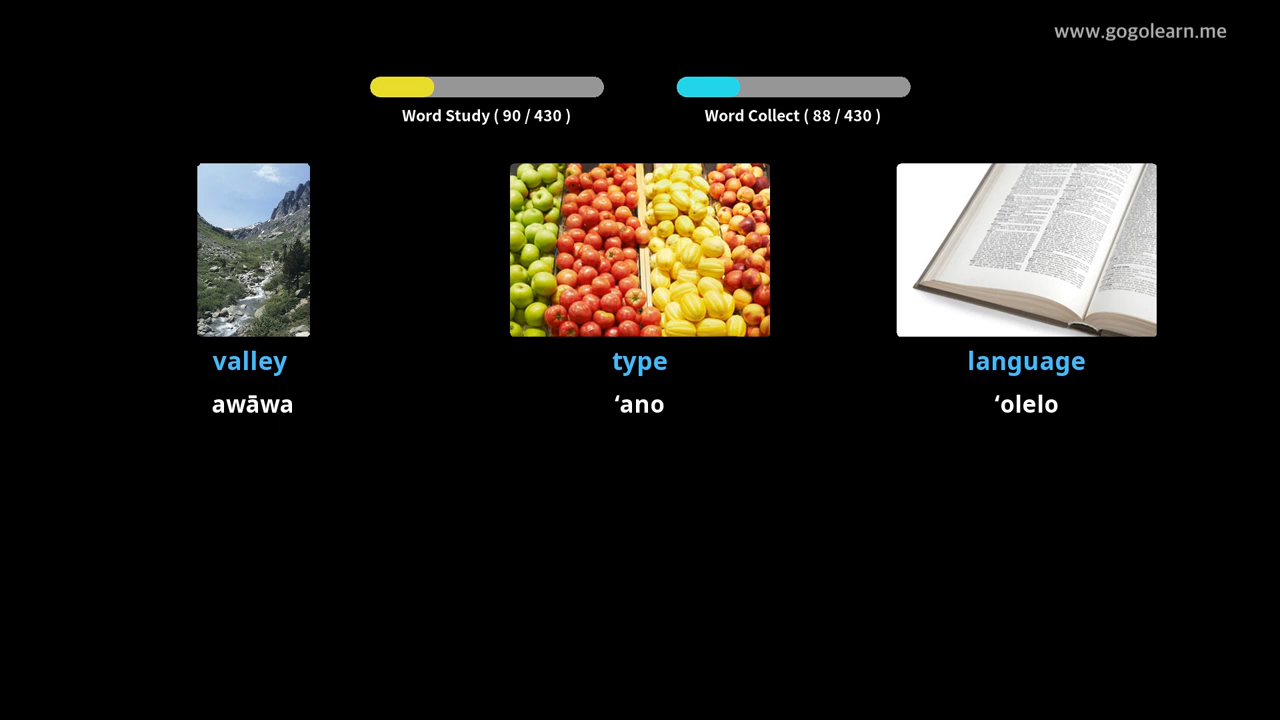 www.gogolearn.me
Word Study ( 90 / 430 )
Word Collect ( 88 / 430 )
valley
type
language
awāwa
ʻano
ʻolelo